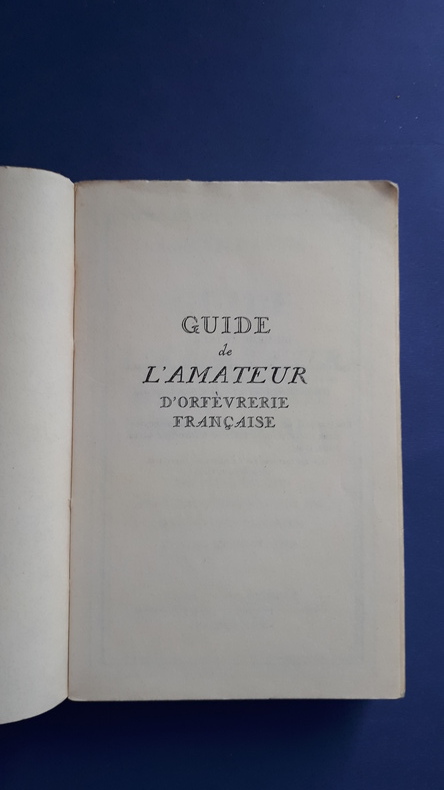 GUIDE
de
L'AMATEUR
D'ORFÈVRERIE
FRANÇAISE